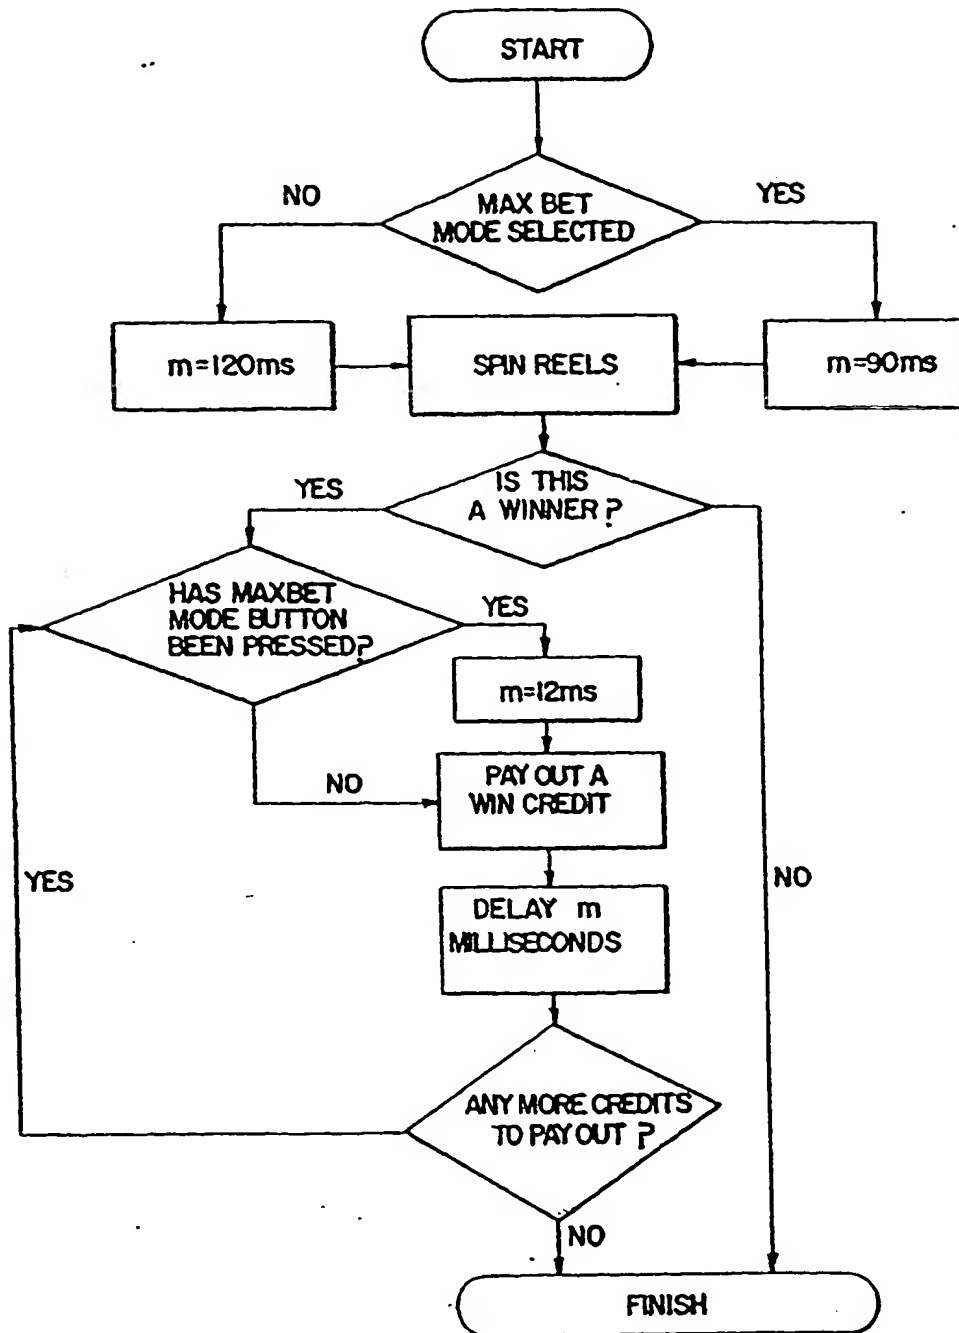 START
NO
YES
MAX BET
MODE SELECTED
m=120ms
SPIN REELS
m=90ms
YES
IS THIS
A WINNER?
HAS MAXBET
MODE BUTTON
BEEN PRESSED?
YES
m=12ms
NO
PAY OUT A
WIN CREDIT
YES
NO
DELAY m
MILLISECONDS
ANY MORE CREDITS
TO PAY OUT ?
NO
FINISH